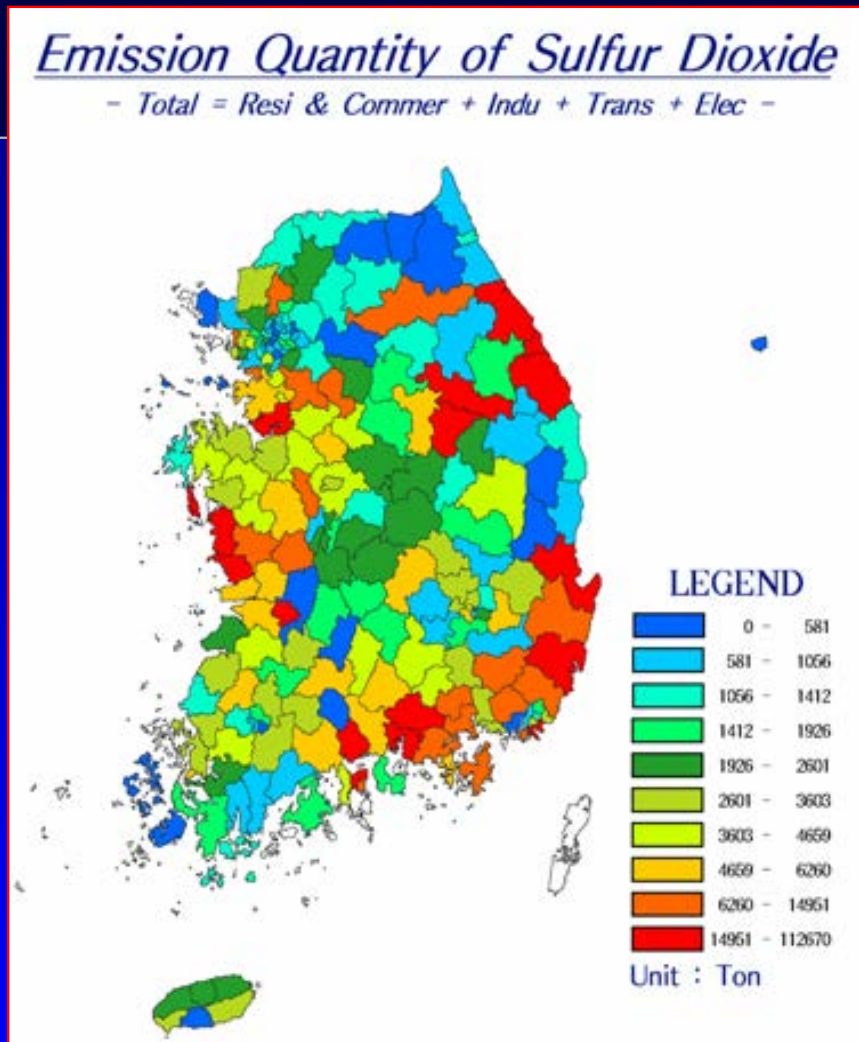 Emission Quantity of Sulfur Dioxide
- Total = Resi & Commer + Indu + Trans + Elec -
LEGEND
0 - 581
581 - 1056
1056 - 1412
1412 - 1926
1926 - 2601
2601 - 3603
3603 - 4659
4659 - 6260
6260 - 14951
14951 - 112670
Unit : Ton